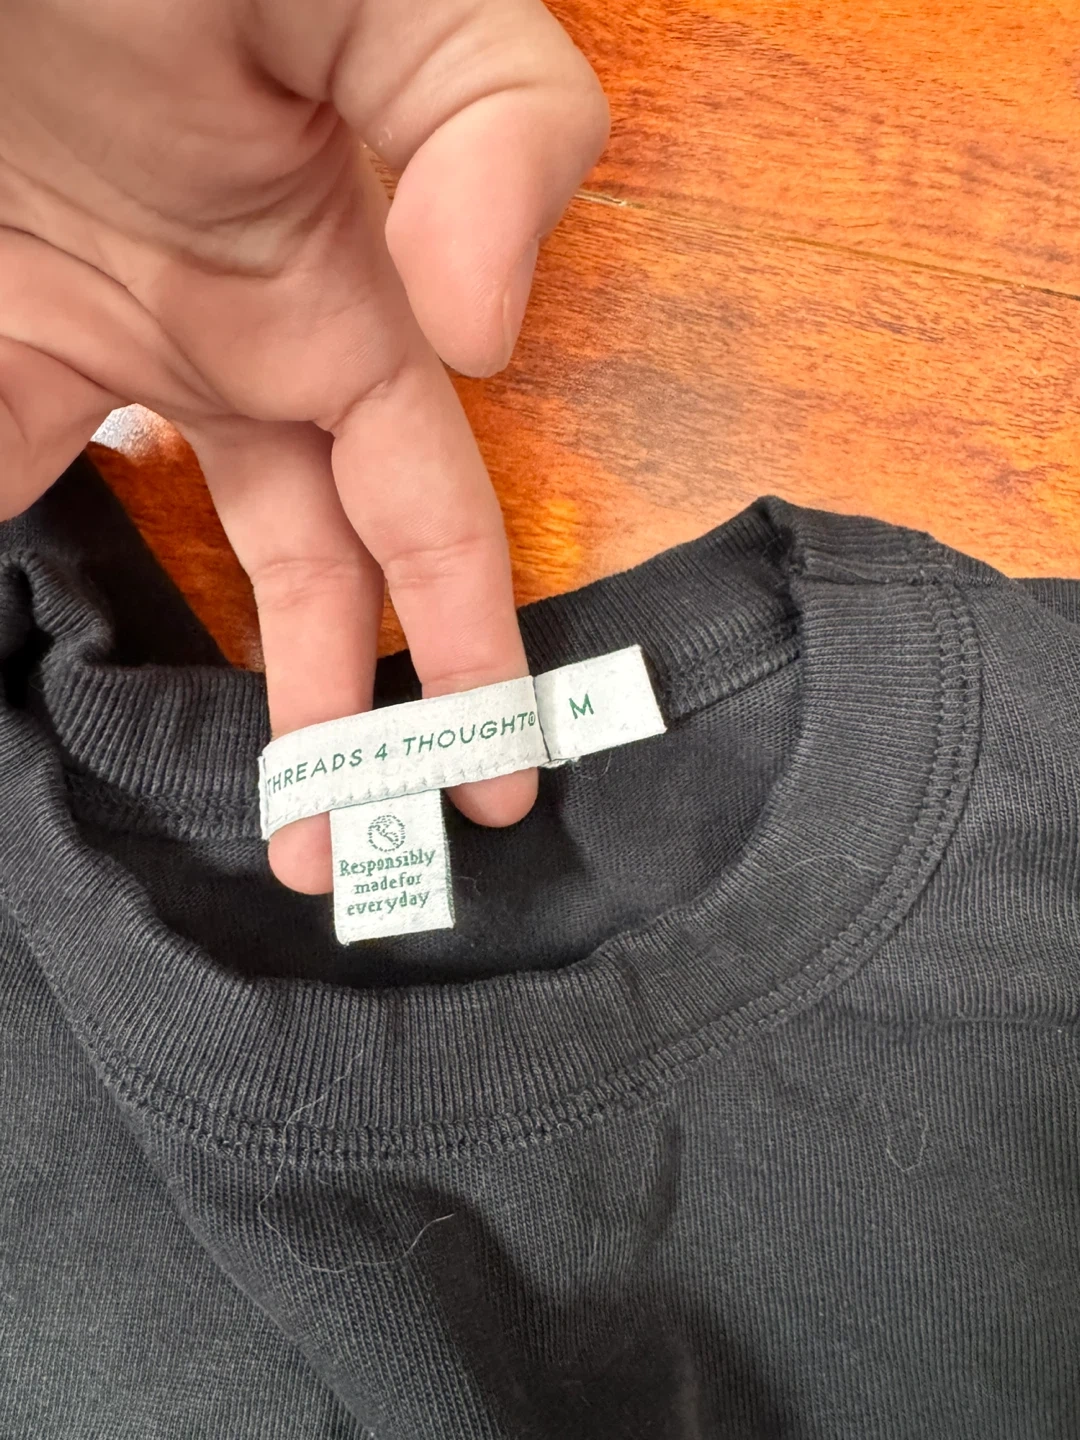 THREADS 4 THOUGHT®
M
Responsibly
made for
everyday